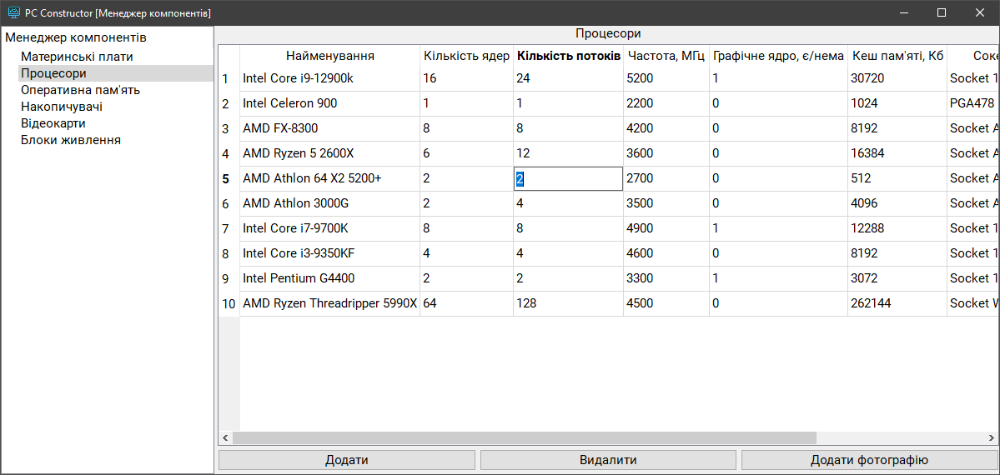 PC Constructor [Менеджер компонентів]
Менеджер компонентів
Материнські плати
Процесори
Оперативна пам'ять
Накопичувачі
Відеокарти
Блоки живлення
Процесори
Найменування Кількість ядер Кількість потоків Частота, МГц Графічне ядро, є/нема Кеш пам'яті, Кб Соке
1 Intel Core i9-12900k 16 24 5200 1 30720 Socket 1
2 Intel Celeron 900 1 1 2200 0 1024 PGA478
3 AMD FX-8300 8 8 4200 0 8192 Socket A
4 AMD Ryzen 5 2600X 6 12 3600 0 16384 Socket A
5 AMD Athlon 64 X2 5200+ 2 2 2700 0 512 Socket A
6 AMD Athlon 3000G 2 4 3500 0 4096 Socket A
7 Intel Core i7-9700K 8 8 4900 1 12288 Socket 1
8 Intel Core i3-9350KF 4 4 4600 0 8192 Socket 1
9 Intel Pentium G4400 2 2 3300 1 3072 Socket 1
10 AMD Ryzen Threadripper 5990X 64 128 4500 0 262144 Socket W
Додати Видалити Додати фотографію